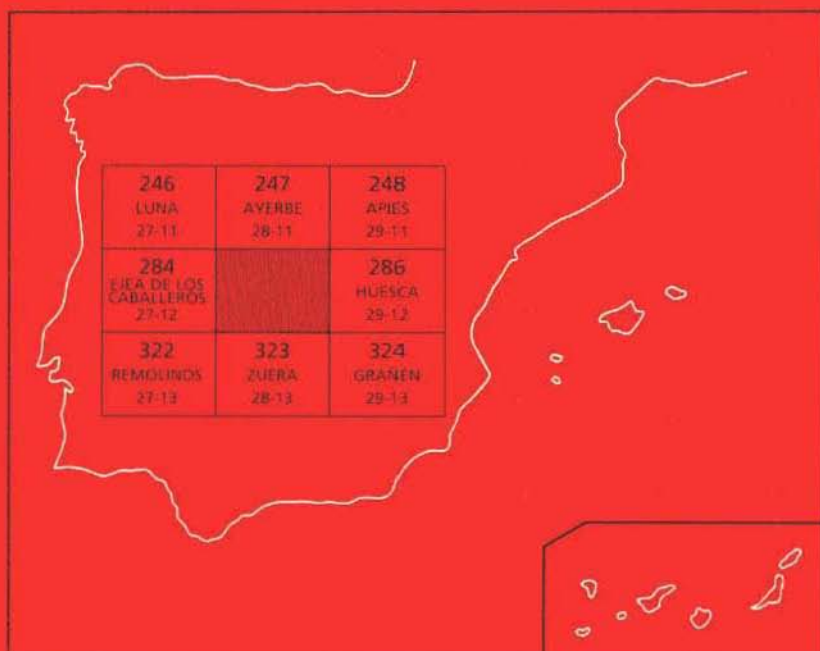 246
LUNA
27-11
247
AYERBE
28-11
248
APIES
29-11
284
EJEA DE LOS
CABALLEROS
27-12
286
HUESCA
29-12
322
REMOLINOS
27-13
323
ZUERA
28-13
324
GRAÑEN
29-13